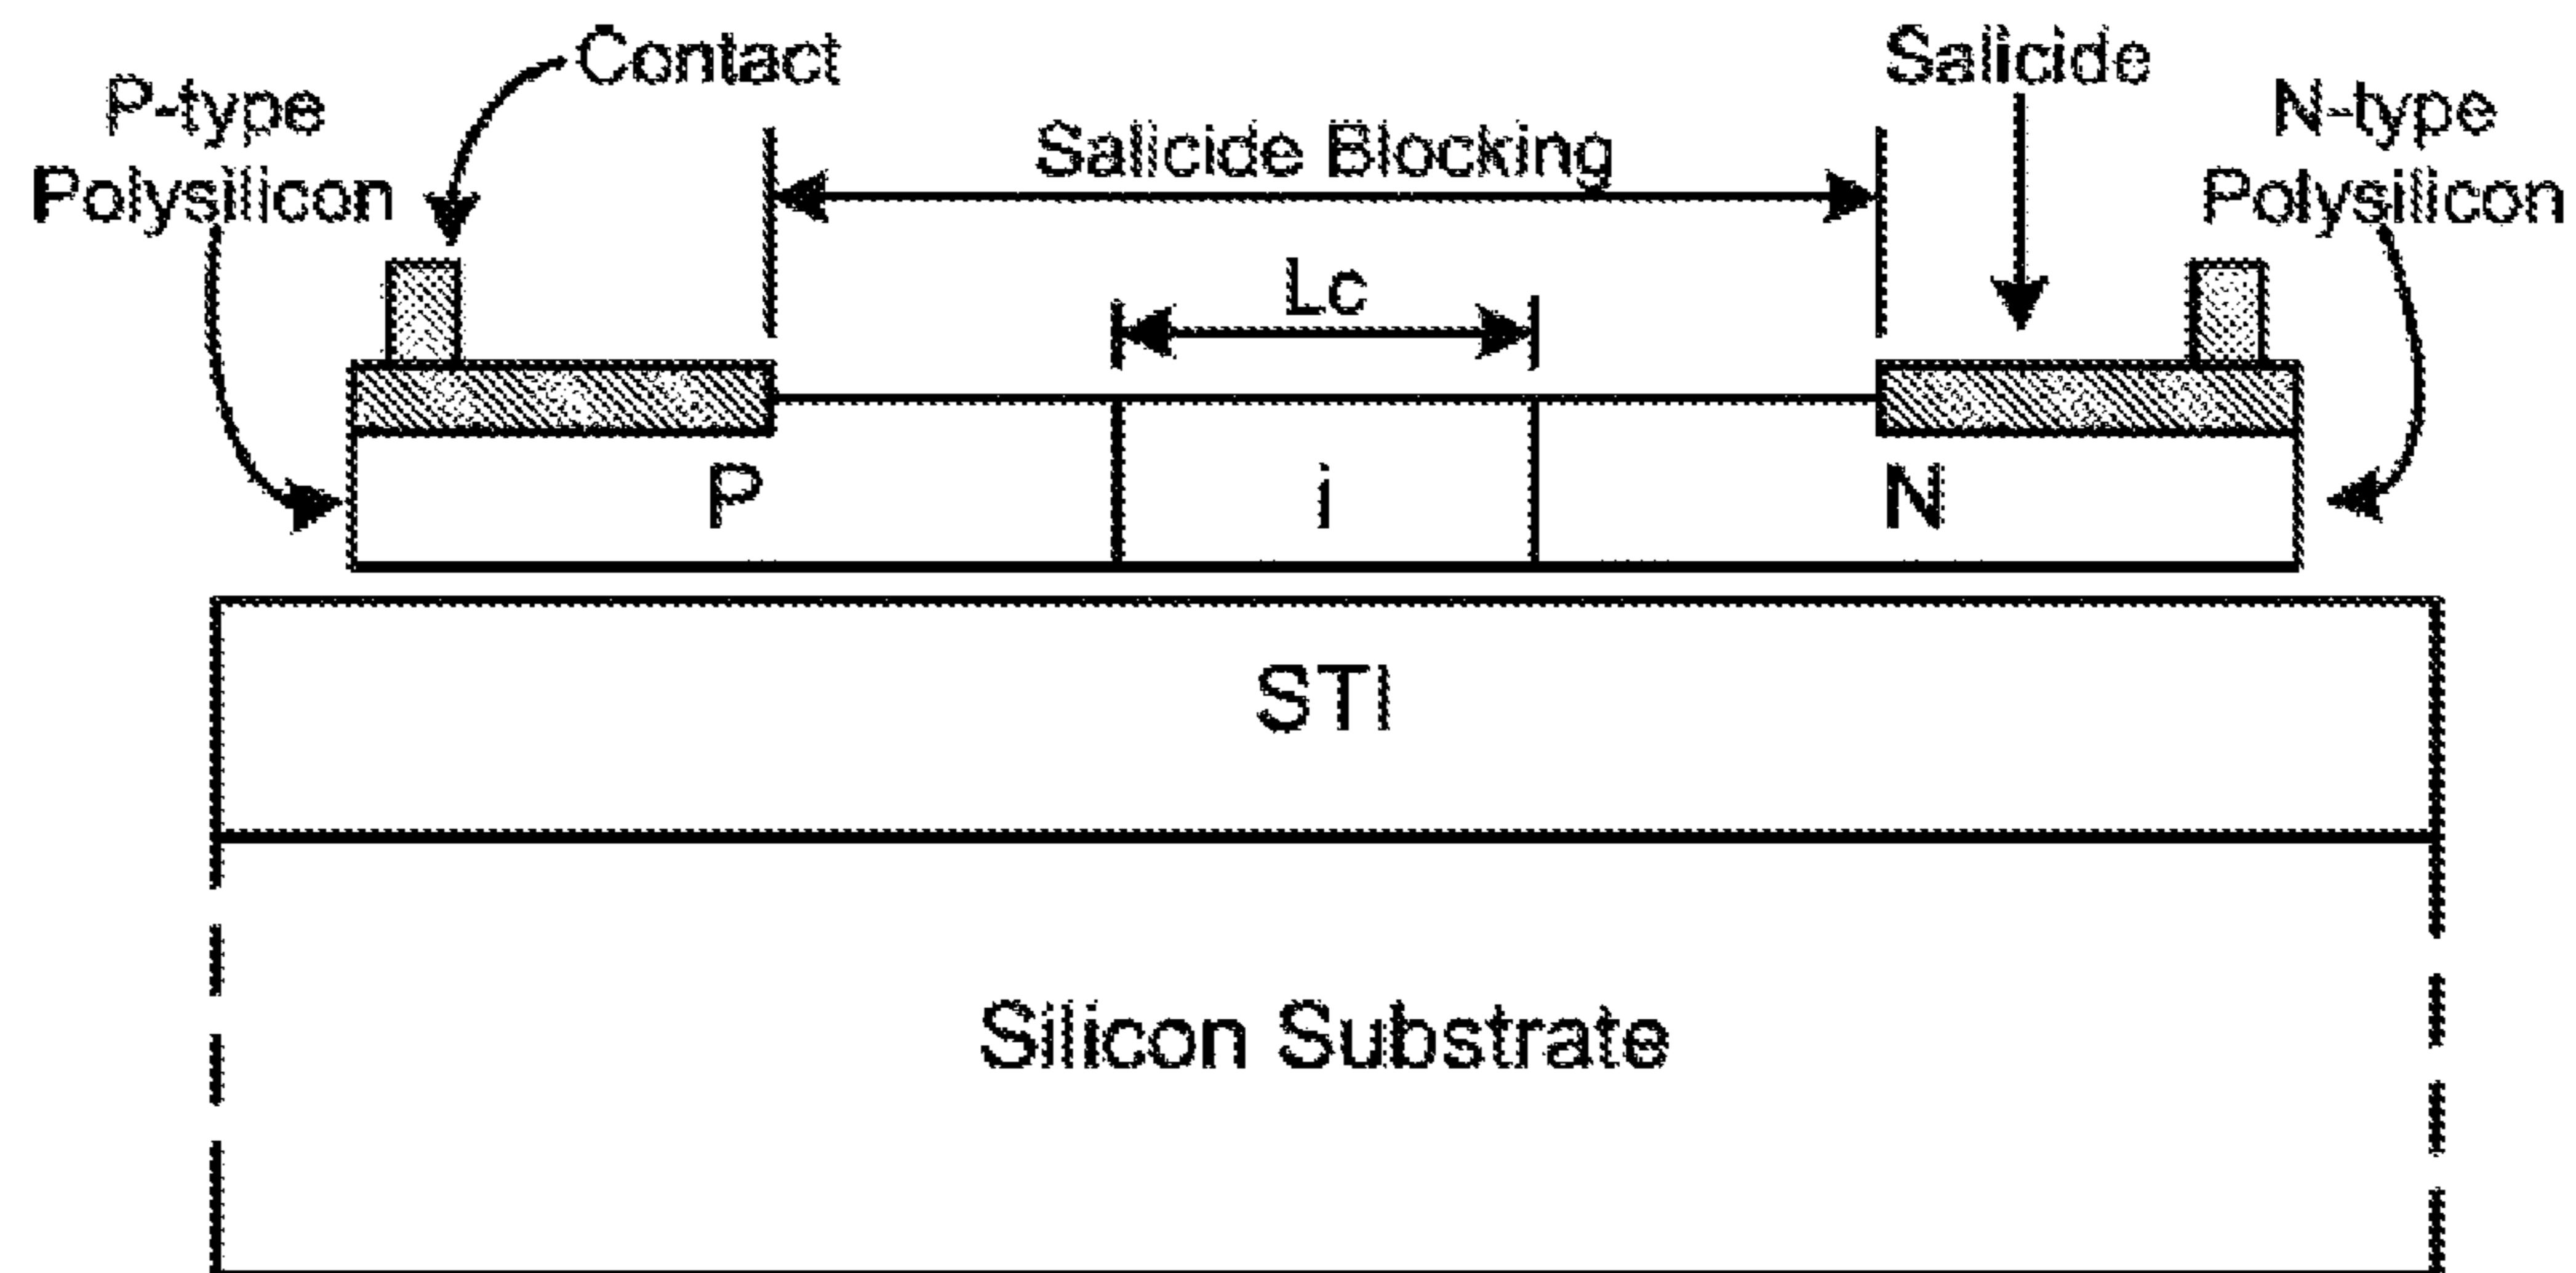 Contact
Salicide
P-type
Polysilicon
N-type
Polysilicon
Salicide Blocking
Lc
P
i
N
STI
Silicon Substrate